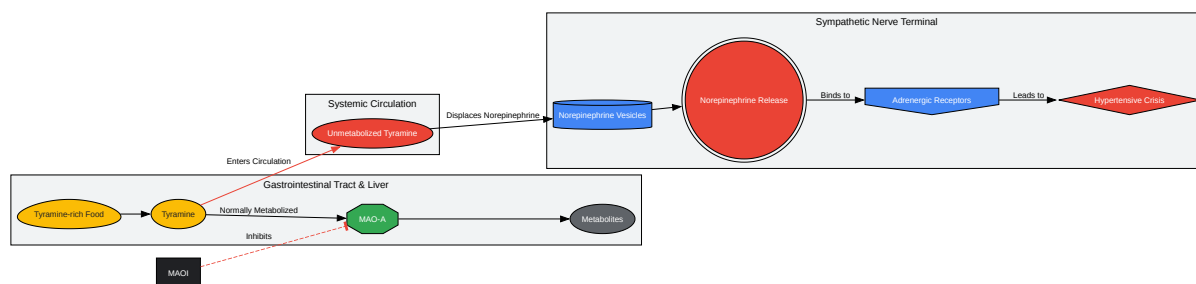 Sympathetic Nerve Terminal
Norepinephrine Vesicles
Norepinephrine Release
Binds to
Adrenergic Receptors
Leads to
Hypertensive Crisis
Systemic Circulation
Unmetabolized Tyramine
Displaces Norepinephrine
Enters Circulation
Gastrointestinal Tract & Liver
Tyramine-rich Food
Tyramine
Normally Metabolized
MAO-A
Metabolites
Inhibits
MAOI